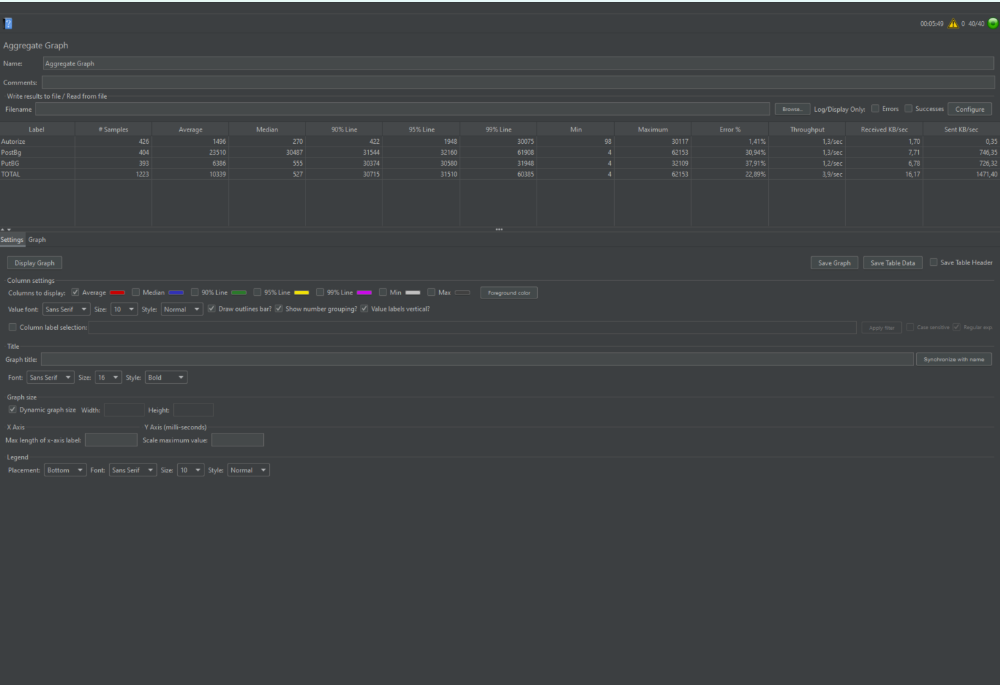 ?
00:05:49 0 40/40
Aggregate Graph
Name: Aggregate Graph
Comments:
Write results to file / Read from file
Filename Browse... Log/Display Only: Errors Successes Configure
Label # Samples Average Median 90% Line 95% Line 99% Line Min Maximum Error % Throughput Received KB/sec Sent KB/sec
Autorize 426 1496 270 422 1948 30075 98 30117 1,41% 1,3/sec 1,70 0,35
PostBg 404 23510 30487 31544 32160 61908 4 62153 30,94% 1,3/sec 7,71 746,35
PutBG 393 6386 555 30374 30580 31948 4 32109 37,91% 1,2/sec 6,78 726,32
TOTAL 1223 10339 527 30715 31510 60385 4 62153 22,89% 3,9/sec 16,17 1471,40
Settings Graph
Display Graph Save Graph Save Table Data Save Table Header
Column settings
Columns to display: Average Median 90% Line 95% Line 99% Line Min Max Foreground color
Value font: Sans Serif Size: 10 Style: Normal Draw outlines bar? Show number grouping? Value labels vertical?
Column label selection: Apply filter Case sensitive Regular exp.
Title
Graph title: Synchronize with name
Font: Sans Serif Size: 16 Style: Bold
Graph size
Dynamic graph size Width: Height:
X Axis Y Axis (milli-seconds)
Max length of x-axis label: Scale maximum value:
Legend
Placement: Bottom Font: Sans Serif Size: 10 Style: Normal